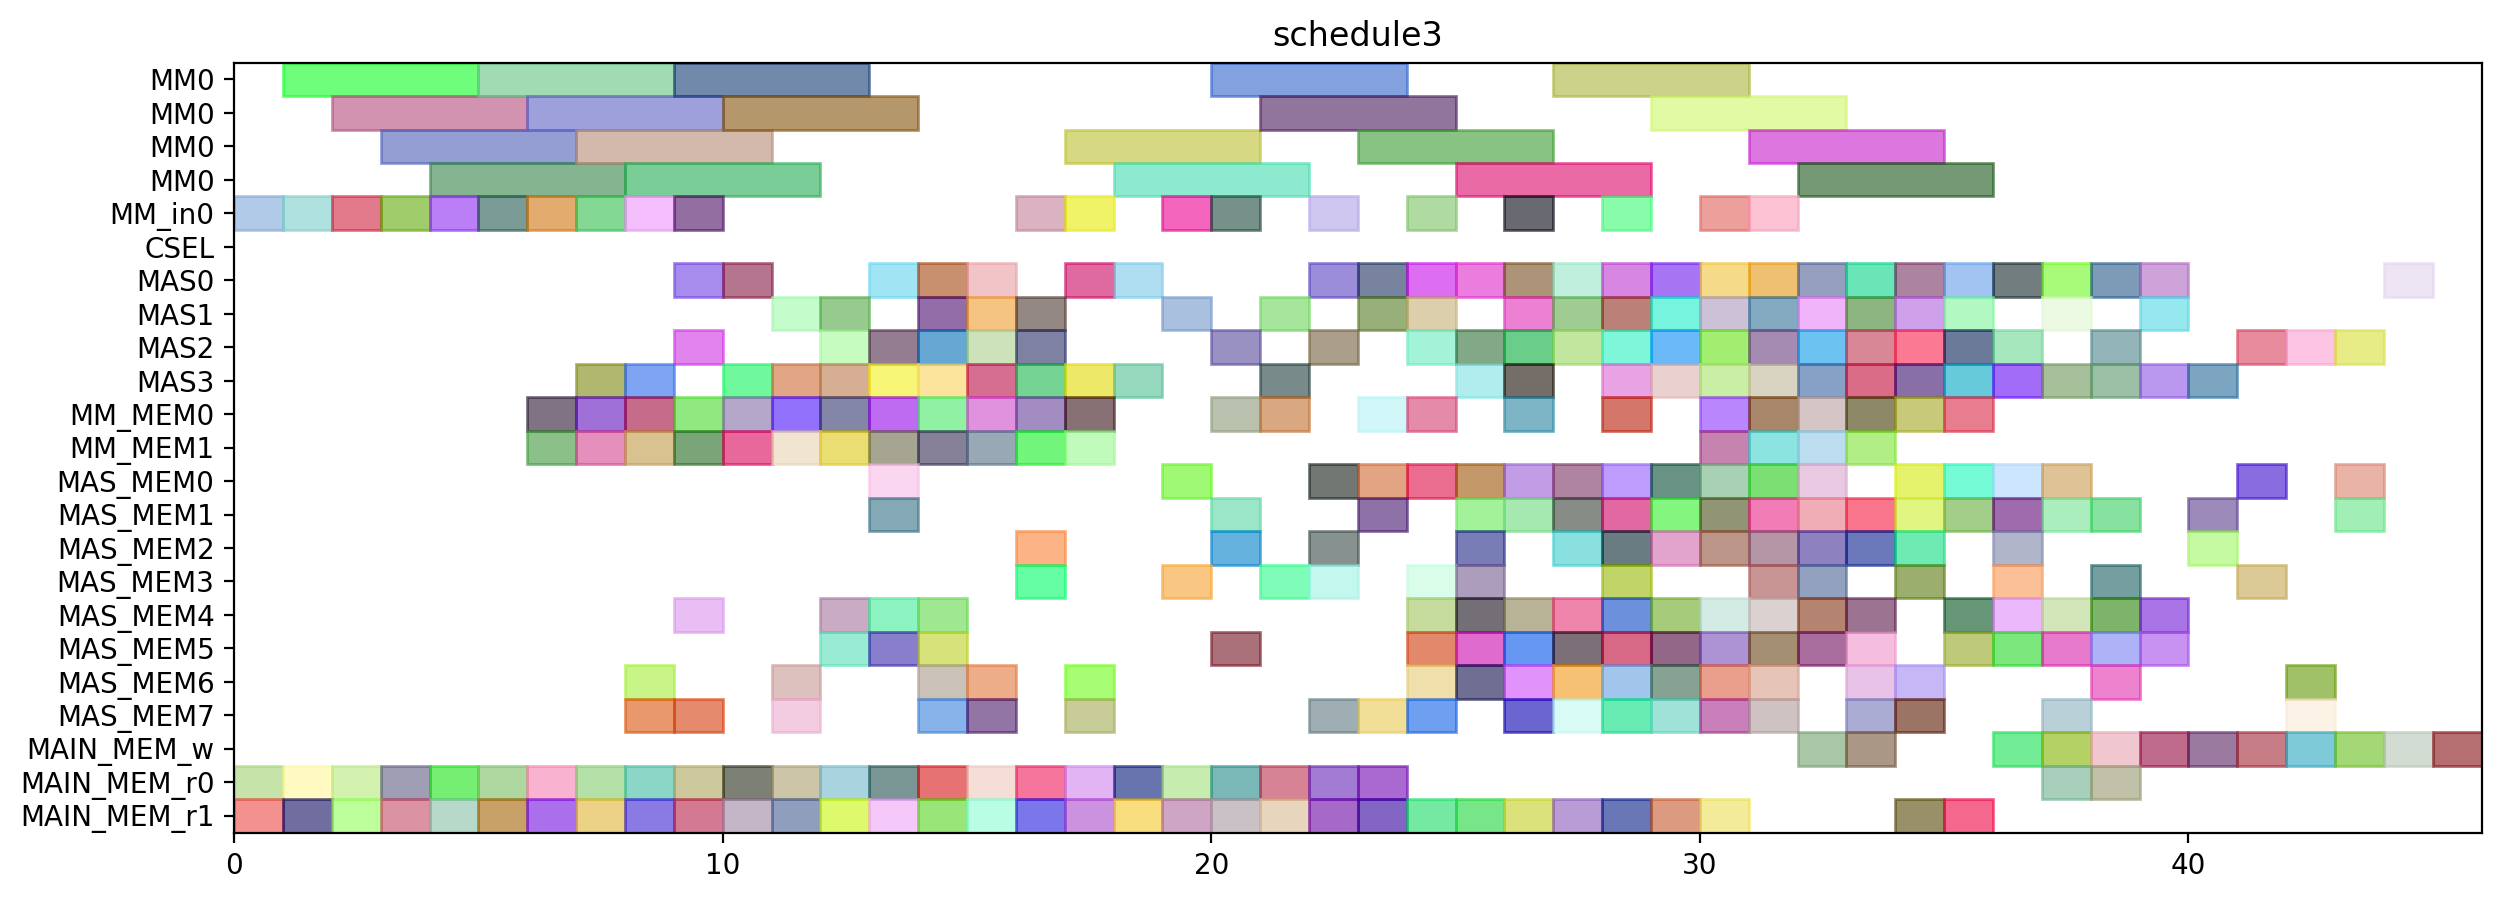 schedule3
MM0
MM0
MM0
MM0
MM_in0
CSEL
MAS0
MAS1
MAS2
MAS3
MM_MEM0
MM_MEM1
MAS_MEM0
MAS_MEM1
MAS_MEM2
MAS_MEM3
MAS_MEM4
MAS_MEM5
MAS_MEM6
MAS_MEM7
MAIN_MEM_w
MAIN_MEM_r0
MAIN_MEM_r1
0 10 20 30 40